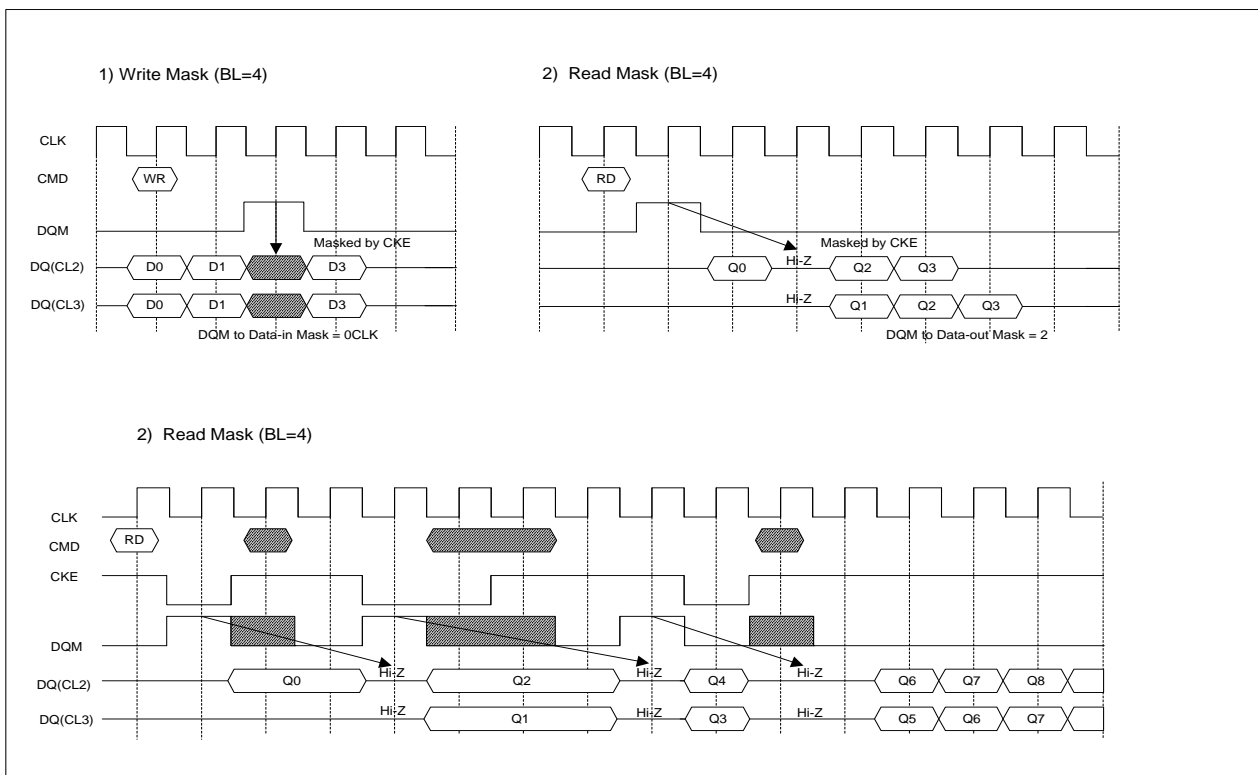 1) Write Mask (BL=4)
CLK
CMD WR
DQM
Masked by CKE
DQ(CL2) D0 D1 D3
DQ(CL3) D0 D1 D3
DQM to Data-in Mask = 0CLK
2) Read Mask (BL=4)
RD
Masked by CKE
Hi-Z
Q0 Q2 Q3
Hi-Z
Q1 Q2 Q3
DQM to Data-out Mask = 2
2) Read Mask (BL=4)
CLK
CMD RD
CKE
DQM
Hi-Z Hi-Z Hi-Z
DQ(CL2) Q0 Q2 Q4 Q6 Q7 Q8
Hi-Z Hi-Z Hi-Z
DQ(CL3) Q1 Q3 Q5 Q6 Q7